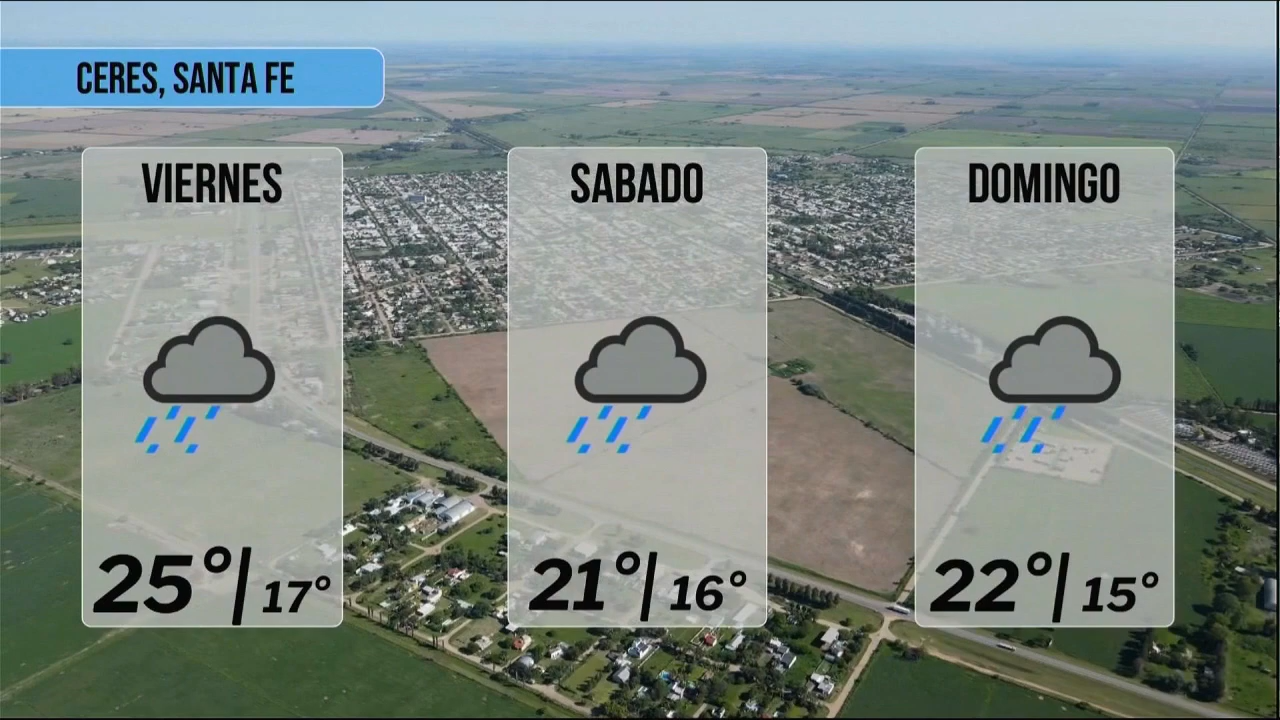 CERES, SANTA FE
VIERNES
25°| 17°
SABADO
21°| 16°
DOMINGO
22°| 15°